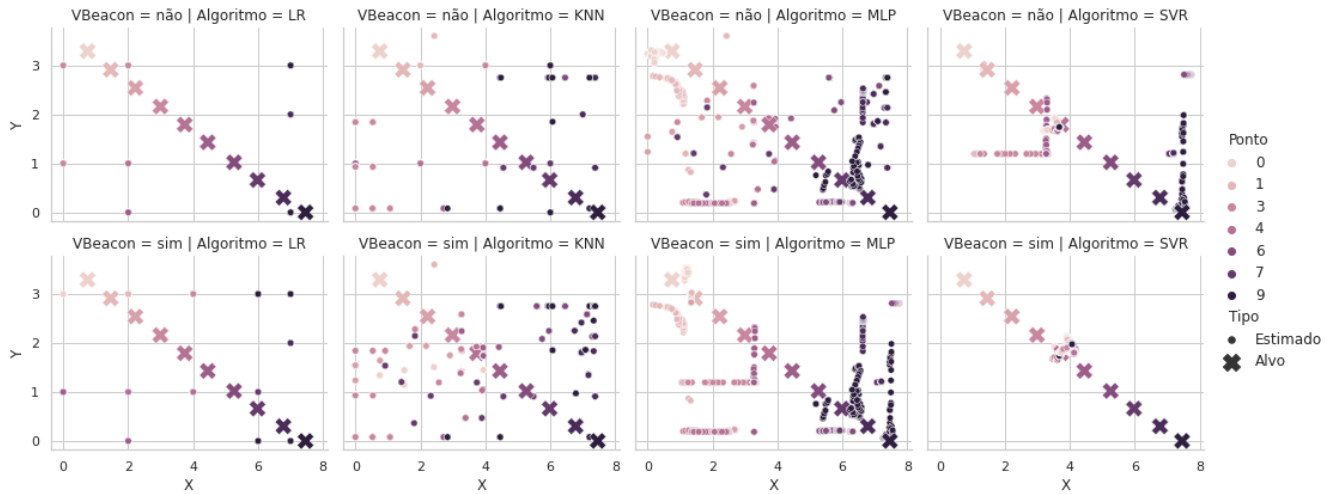 VBeacon = não | Algoritmo = LR
VBeacon = não | Algoritmo = KNN
VBeacon = não | Algoritmo = MLP
VBeacon = não | Algoritmo = SVR
3
2
1
0
Y
VBeacon = sim | Algoritmo = LR
VBeacon = sim | Algoritmo = KNN
VBeacon = sim | Algoritmo = MLP
VBeacon = sim | Algoritmo = SVR
3
2
1
0
Y
0 2 4 6 8
X
0 2 4 6 8
X
0 2 4 6 8
X
0 2 4 6 8
X
Ponto
0
1
3
4
6
7
9
Tipo
Estimado
Alvo